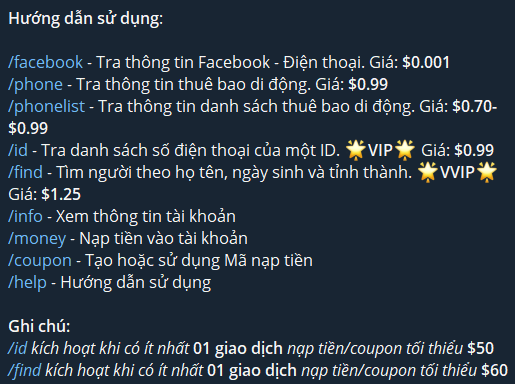 Hướng dẫn sử dụng:
/facebook - Tra thông tin Facebook - Điện thoại. Giá: $0.001
/phone - Tra thông tin thuê bao di động. Giá: $0.99
/phonelist - Tra thông tin danh sách thuê bao di động. Giá: $0.70-
$0.99
/id - Tra danh sách số điện thoại của một ID. 🌟VIP🌟 Giá: $0.99
/find - Tìm người theo họ tên, ngày sinh và tỉnh thành. 🌟VVIP🌟
Giá: $1.25
/info - Xem thông tin tài khoản
/money - Nạp tiền vào tài khoản
/coupon - Tạo hoặc sử dụng Mã nạp tiền
/help - Hướng dẫn sử dụng
Ghi chú:
/id kích hoạt khi có ít nhất 01 giao dịch nạp tiền/coupon tối thiểu $50
/find kích hoạt khi có ít nhất 01 giao dịch nạp tiền/coupon tối thiểu $60